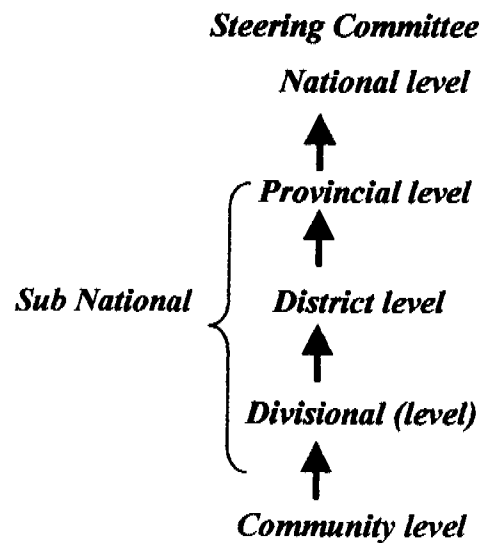 Steering Committee
National level
Provincial level
Sub National
District level
Divisional (level)
Community level